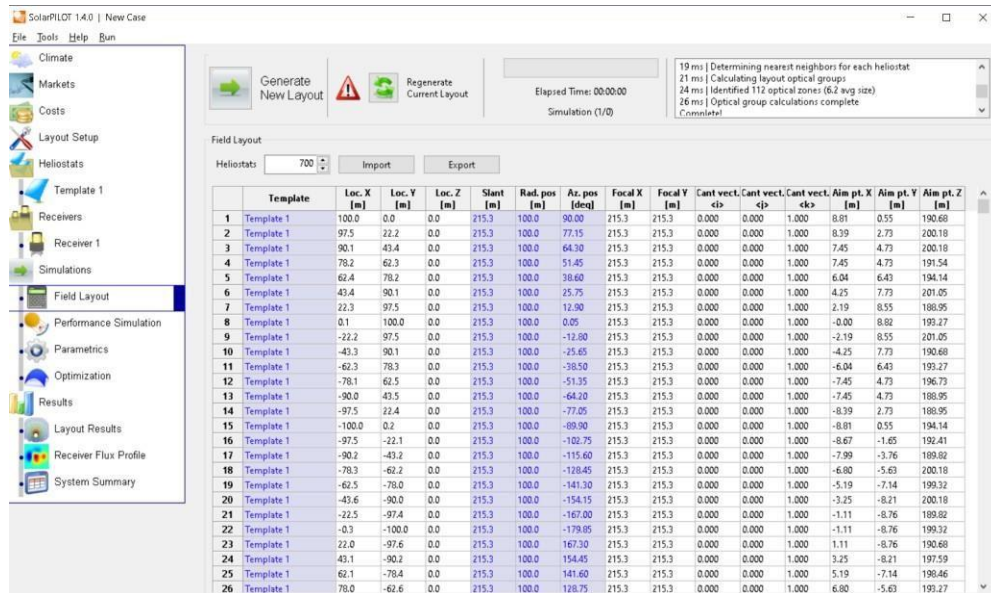 SolarPILOT 1.4.0 | New Case
File Tools Help Run
Climate
Markets
Costs
Layout Setup
Heliostats
Template 1
Receivers
Receiver 1
Simulations
Field Layout
Performance Simulation
Parametrics
Optimization
Results
Layout Results
Receiver Flux Profile
System Summary
Generate
New Layout
Regenerate
Current Layout
Elapsed Time: 00:00:00
Simulation (1/0)
19 ms | Determining nearest neighbors for each heliostat
21 ms | Calculating layout optical groups
24 ms | Identified 112 optical zones (6.2 avg size)
26 ms | Optical group calculations complete
Complete!
Field Layout
Heliostats 700 Import Export
Template Loc. X [m] Loc. Y [m] Loc. Z [m] Slant [m] Rad. pos [m] Az. pos [deg] Focal X [m] Focal Y [m] Cant vect. <i> Cant vect. <j> Cant vect. <k> Aim pt. X [m] Aim pt. Y [m] Aim pt. Z [m]
1 Template 1 100.0 0.0 0.0 215.3 100.0 90.00 215.3 215.3 0.000 0.000 1.000 8.81 0.55 190.68
2 Template 1 97.5 22.2 0.0 215.3 100.0 77.15 215.3 215.3 0.000 0.000 1.000 8.39 2.73 200.18
3 Template 1 90.1 43.4 0.0 215.3 100.0 64.30 215.3 215.3 0.000 0.000 1.000 7.45 4.73 200.18
4 Template 1 78.2 62.3 0.0 215.3 100.0 51.45 215.3 215.3 0.000 0.000 1.000 7.45 4.73 191.54
5 Template 1 62.4 78.2 0.0 215.3 100.0 38.60 215.3 215.3 0.000 0.000 1.000 6.04 6.43 194.14
6 Template 1 43.4 90.1 0.0 215.3 100.0 25.75 215.3 215.3 0.000 0.000 1.000 4.25 7.73 201.05
7 Template 1 22.3 97.5 0.0 215.3 100.0 12.90 215.3 215.3 0.000 0.000 1.000 2.19 8.55 188.95
8 Template 1 0.1 100.0 0.0 215.3 100.0 0.05 215.3 215.3 0.000 0.000 1.000 -0.00 8.82 193.27
9 Template 1 -22.2 97.5 0.0 215.3 100.0 -12.80 215.3 215.3 0.000 0.000 1.000 -2.19 8.55 201.05
10 Template 1 -43.3 90.1 0.0 215.3 100.0 -25.65 215.3 215.3 0.000 0.000 1.000 -4.25 7.73 190.68
11 Template 1 -62.3 78.3 0.0 215.3 100.0 -38.50 215.3 215.3 0.000 0.000 1.000 -6.04 6.43 193.27
12 Template 1 -78.1 62.5 0.0 215.3 100.0 -51.35 215.3 215.3 0.000 0.000 1.000 -7.45 4.73 196.73
13 Template 1 -90.0 43.5 0.0 215.3 100.0 -64.20 215.3 215.3 0.000 0.000 1.000 -7.45 4.73 188.95
14 Template 1 -97.5 22.4 0.0 215.3 100.0 -77.05 215.3 215.3 0.000 0.000 1.000 -8.39 2.73 188.95
15 Template 1 -100.0 0.2 0.0 215.3 100.0 -89.90 215.3 215.3 0.000 0.000 1.000 -8.81 0.55 194.14
16 Template 1 -97.5 -22.1 0.0 215.3 100.0 -102.75 215.3 215.3 0.000 0.000 1.000 -8.67 -1.65 192.41
17 Template 1 -90.2 -43.2 0.0 215.3 100.0 -115.60 215.3 215.3 0.000 0.000 1.000 -7.99 -3.76 189.82
18 Template 1 -78.3 -62.2 0.0 215.3 100.0 -128.45 215.3 215.3 0.000 0.000 1.000 -6.80 -5.63 200.18
19 Template 1 -62.5 -78.0 0.0 215.3 100.0 -141.30 215.3 215.3 0.000 0.000 1.000 -5.19 -7.14 199.32
20 Template 1 -43.6 -90.0 0.0 215.3 100.0 -154.15 215.3 215.3 0.000 0.000 1.000 -3.25 -8.21 200.18
21 Template 1 -22.5 -97.4 0.0 215.3 100.0 -167.00 215.3 215.3 0.000 0.000 1.000 -1.11 -8.76 189.82
22 Template 1 -0.3 -100.0 0.0 215.3 100.0 -179.85 215.3 215.3 0.000 0.000 1.000 -1.11 -8.76 199.32
23 Template 1 22.0 -97.6 0.0 215.3 100.0 167.30 215.3 215.3 0.000 0.000 1.000 1.11 -8.76 190.68
24 Template 1 43.1 -90.2 0.0 215.3 100.0 154.45 215.3 215.3 0.000 0.000 1.000 3.25 -8.21 197.59
25 Template 1 62.1 -78.4 0.0 215.3 100.0 141.60 215.3 215.3 0.000 0.000 1.000 5.19 -7.14 198.46
26 Template 1 78.0 -62.6 0.0 215.3 100.0 128.75 215.3 215.3 0.000 0.000 1.000 6.80 -5.63 193.27